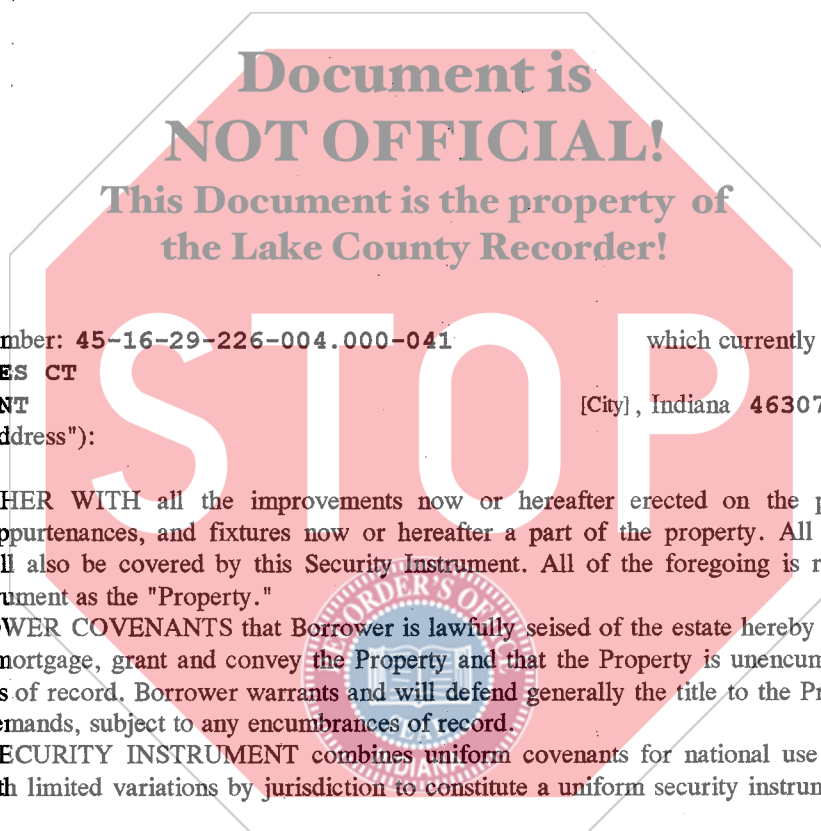 Document is
NOT OFFICIAL!
This Document is the property of
the Lake County Recorder!
STOP
mber: 45-16-29-226-004.000-041 which currently
ES CT
NT [City], Indiana 46307
ddress"):
HER WITH all the improvements now or hereafter erected on the p
ppurtenances, and fixtures now or hereafter a part of the property. All
ll also be covered by this Security Instrument. All of the foregoing is r
ument as the "Property."
WER COVENANTS that Borrower is lawfully seised of the estate hereby
mortgage, grant and convey the Property and that the Property is unencum
s of record. Borrower warrants and will defend generally the title to the Pr
emands, subject to any encumbrances of record.
ECURITY INSTRUMENT combines uniform covenants for national use
th limited variations by jurisdiction to constitute a uniform security instrum